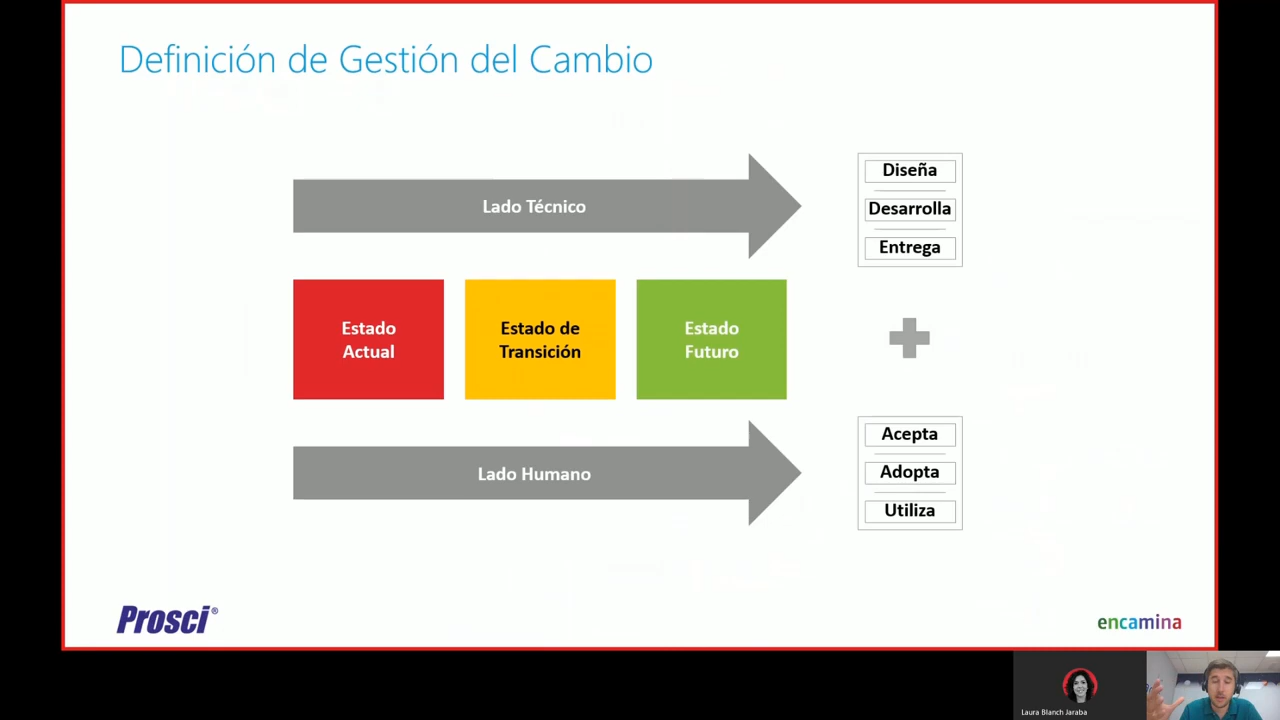 Definición de Gestión del Cambio
Lado Técnico
Diseña
Desarrolla
Entrega
Estado
Actual
Estado de
Transición
Estado
Futuro
Lado Humano
Acepta
Adopta
Utiliza
Prosci®
encamina
Laura Blanch Jaraba